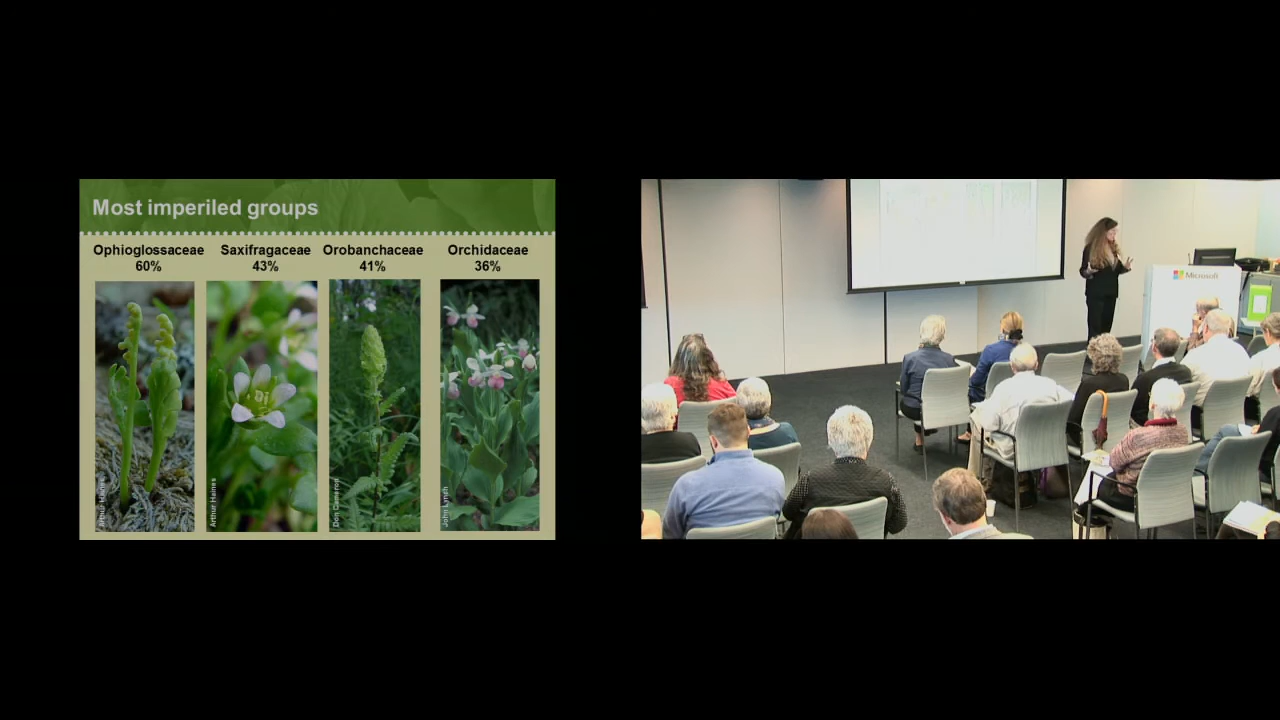 Most imperiled groups
Ophioglossaceae
60%
Saxifragaceae
43%
Orobanchaceae
41%
Orchidaceae
36%
Arthur Haines
Arthur Haines
Don Cameron
John Lynch
Microsoft